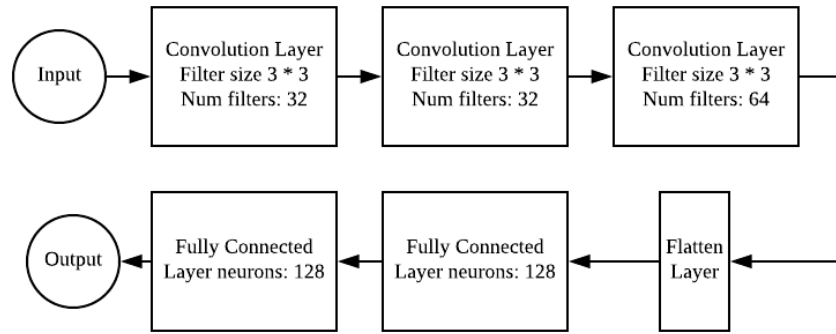 Input
Convolution Layer
Filter size 3 * 3
Num filters: 32
Convolution Layer
Filter size 3 * 3
Num filters: 32
Convolution Layer
Filter size 3 * 3
Num filters: 64
Flatten
Layer
Fully Connected
Layer neurons: 128
Fully Connected
Layer neurons: 128
Output